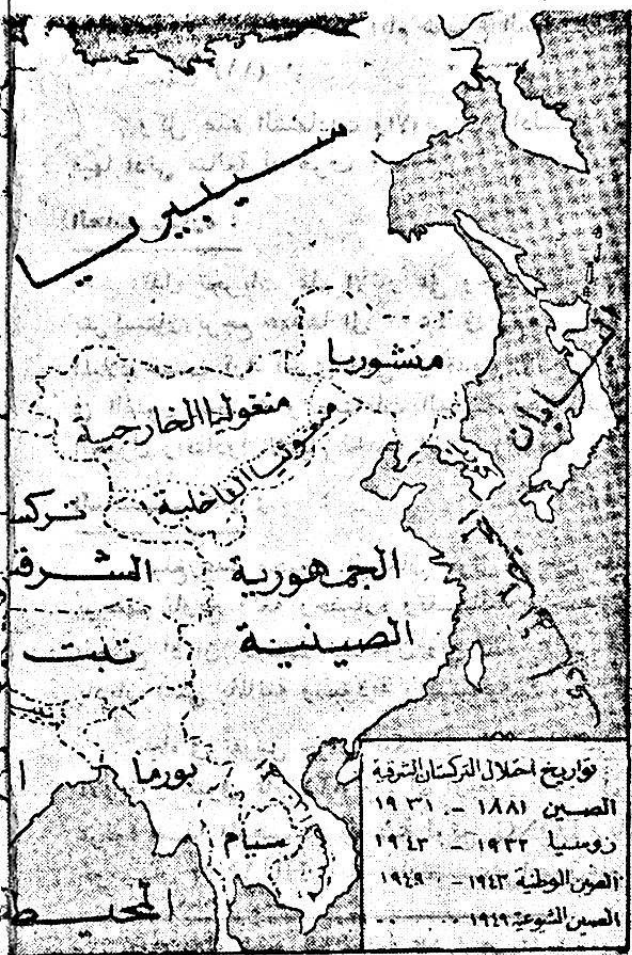 سيبيريا
منشوريا
منغوليا الخارجية
منغوليا الداخلية
اليابان
كوريا
تركست
الشرقية
الجمهورية
الصينية
تبت
بورما
سيام
المحيط
تواريخ احتلال التركستان الشرقية
الصين ١٨٨١ - ١٩٣١
روسيا ١٩٣٢ - ١٩٤٣
الصين الوطنية ١٩٤٣ - ١٩٤٩
الصين الشيوعية ١٩٤٩ - . .